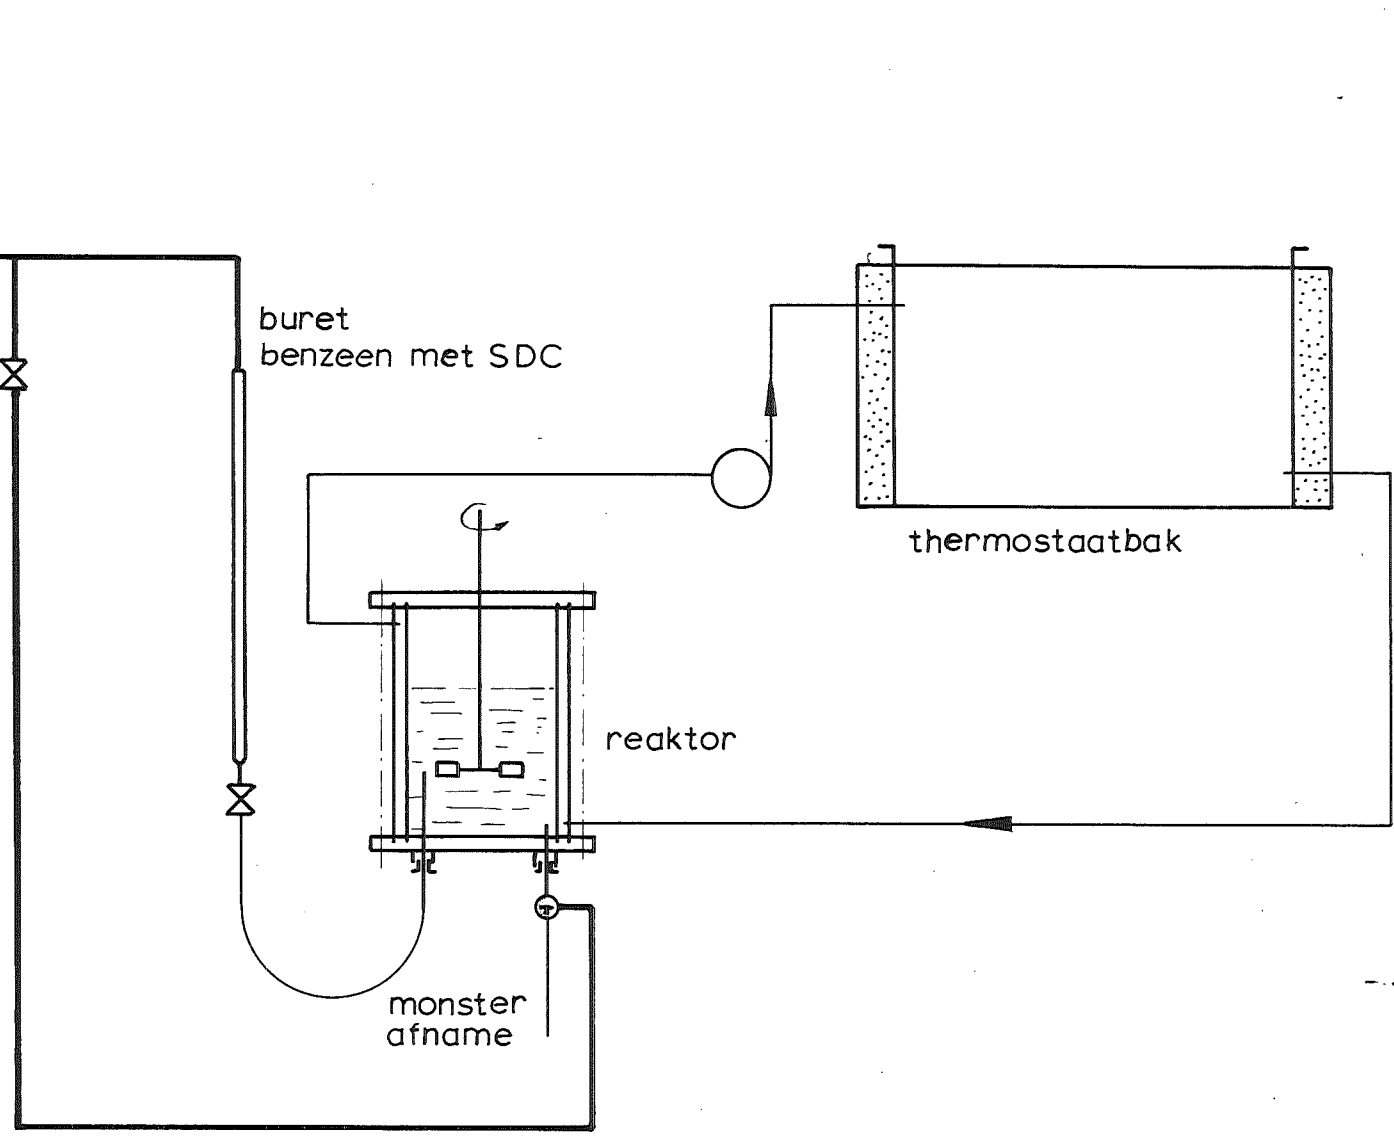 buret
benzeen met SDC
thermostaatbak
reaktor
monster
afname